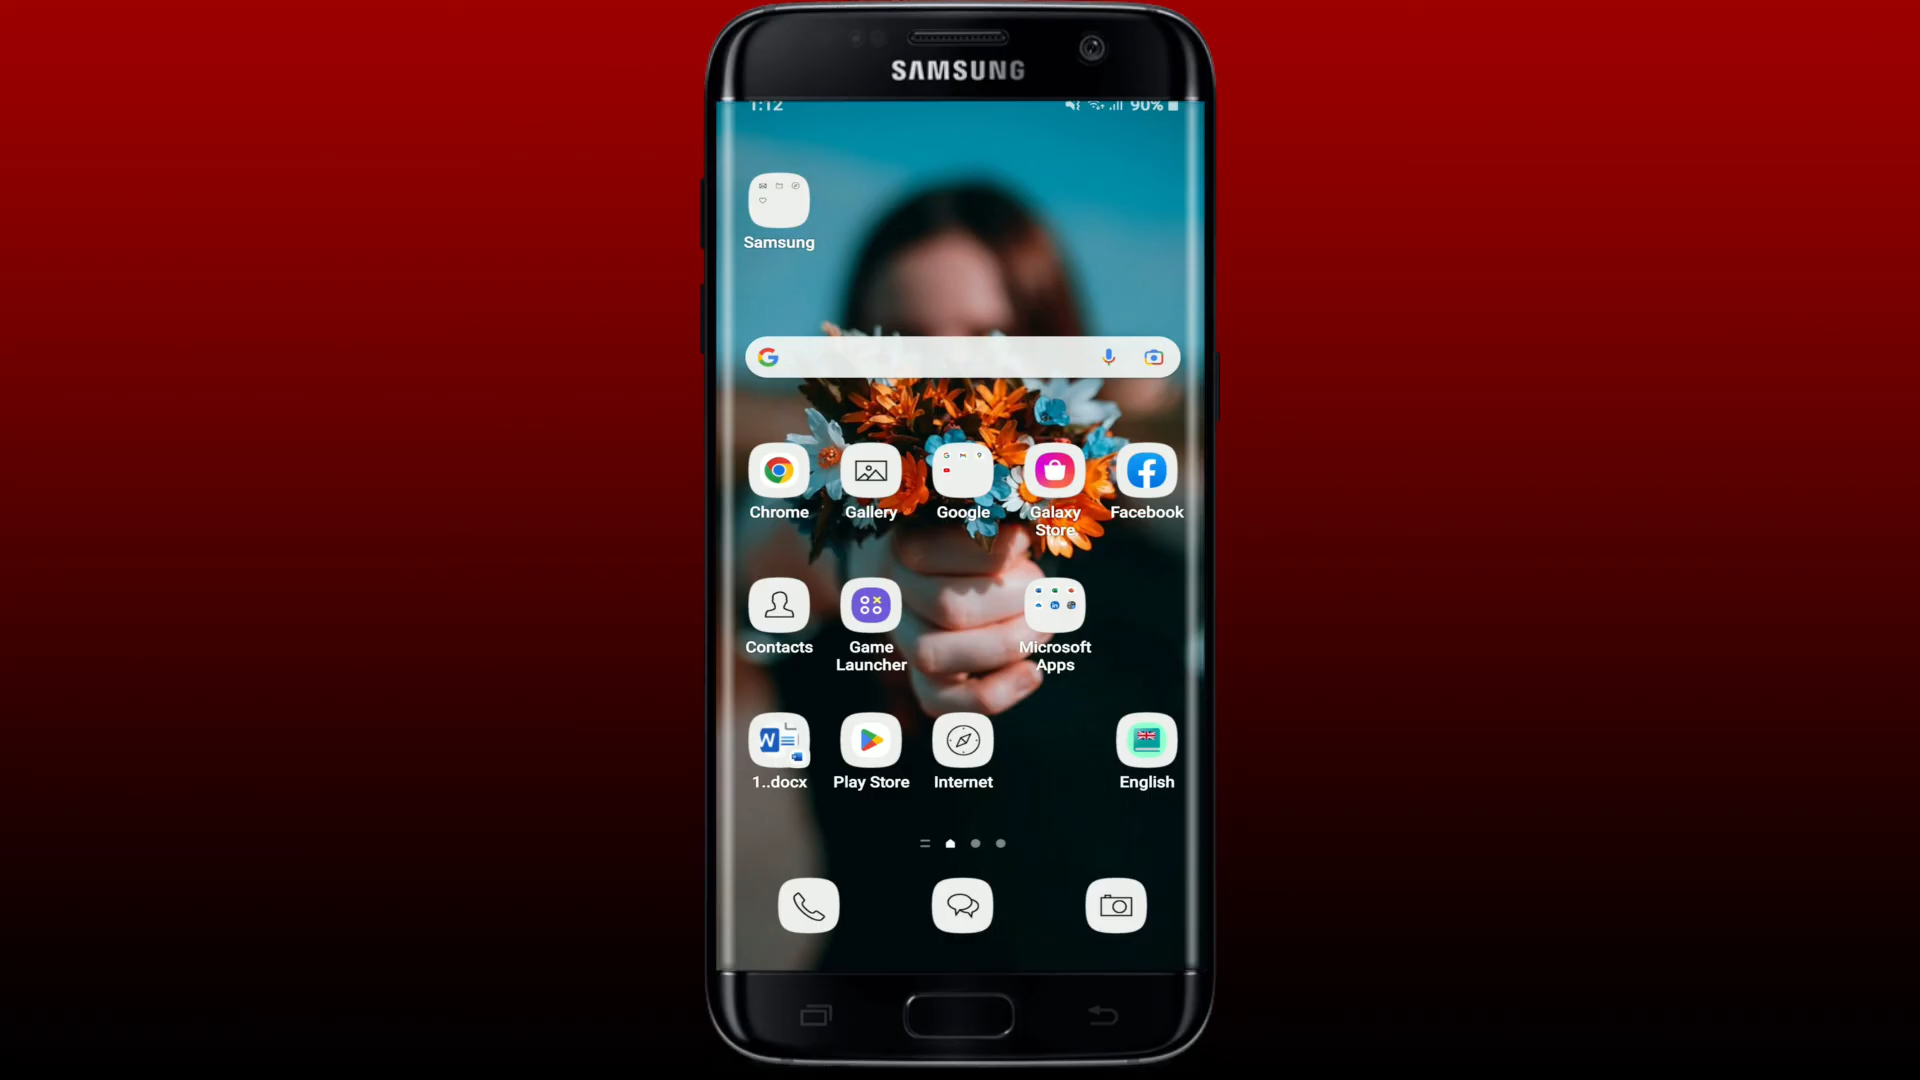 SAMSUNG
1:12 90%
Samsung
Chrome Gallery Google Galaxy Store Facebook
Contacts Game Launcher Microsoft Apps
W
1..docx Play Store Internet English